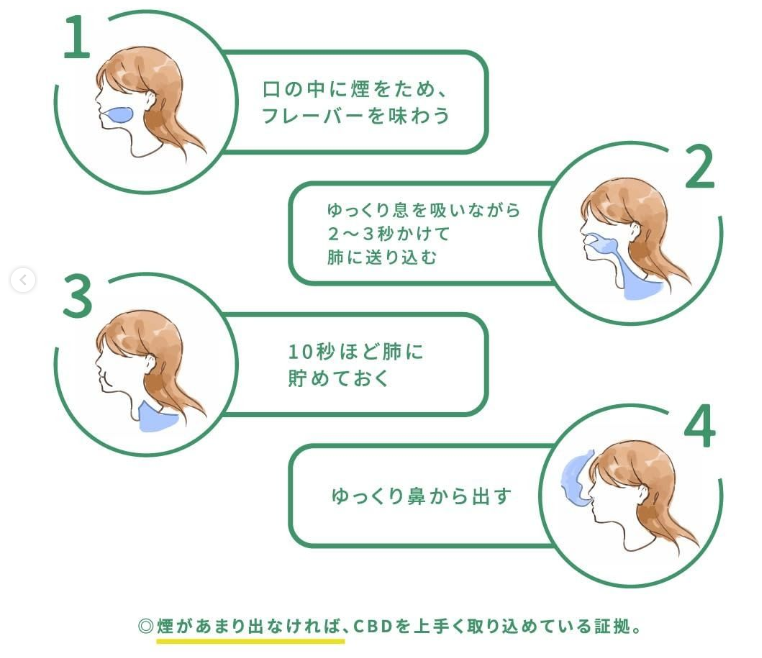 1
口の中に煙をため、
フレーバーを味わう
2
ゆっくり息を吸いながら
2〜3秒かけて
肺に送り込む
3
10秒ほど肺に
貯めておく
4
ゆっくり鼻から出す
◎煙があまり出なければ、CBDを上手く取り込めている証拠。